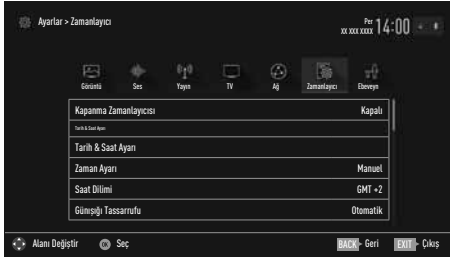 Ayarlar > Zamanlayıcı
Per
xx xxx xxxx 14:00
Görüntü Ses Yayın TV Ağ Zamanlayıcı Ebeveyn
Kapanma Zamanlayıcısı Kapalı
Tarih & Saat Ayarı
Tarih & Saat Ayarı
Zaman Ayarı Manuel
Saat Dilimi GMT +2
Günışığı Tassarrufu Otomatik
Alanı Değiştir OK Seç BACK Geri EXIT Çıkış